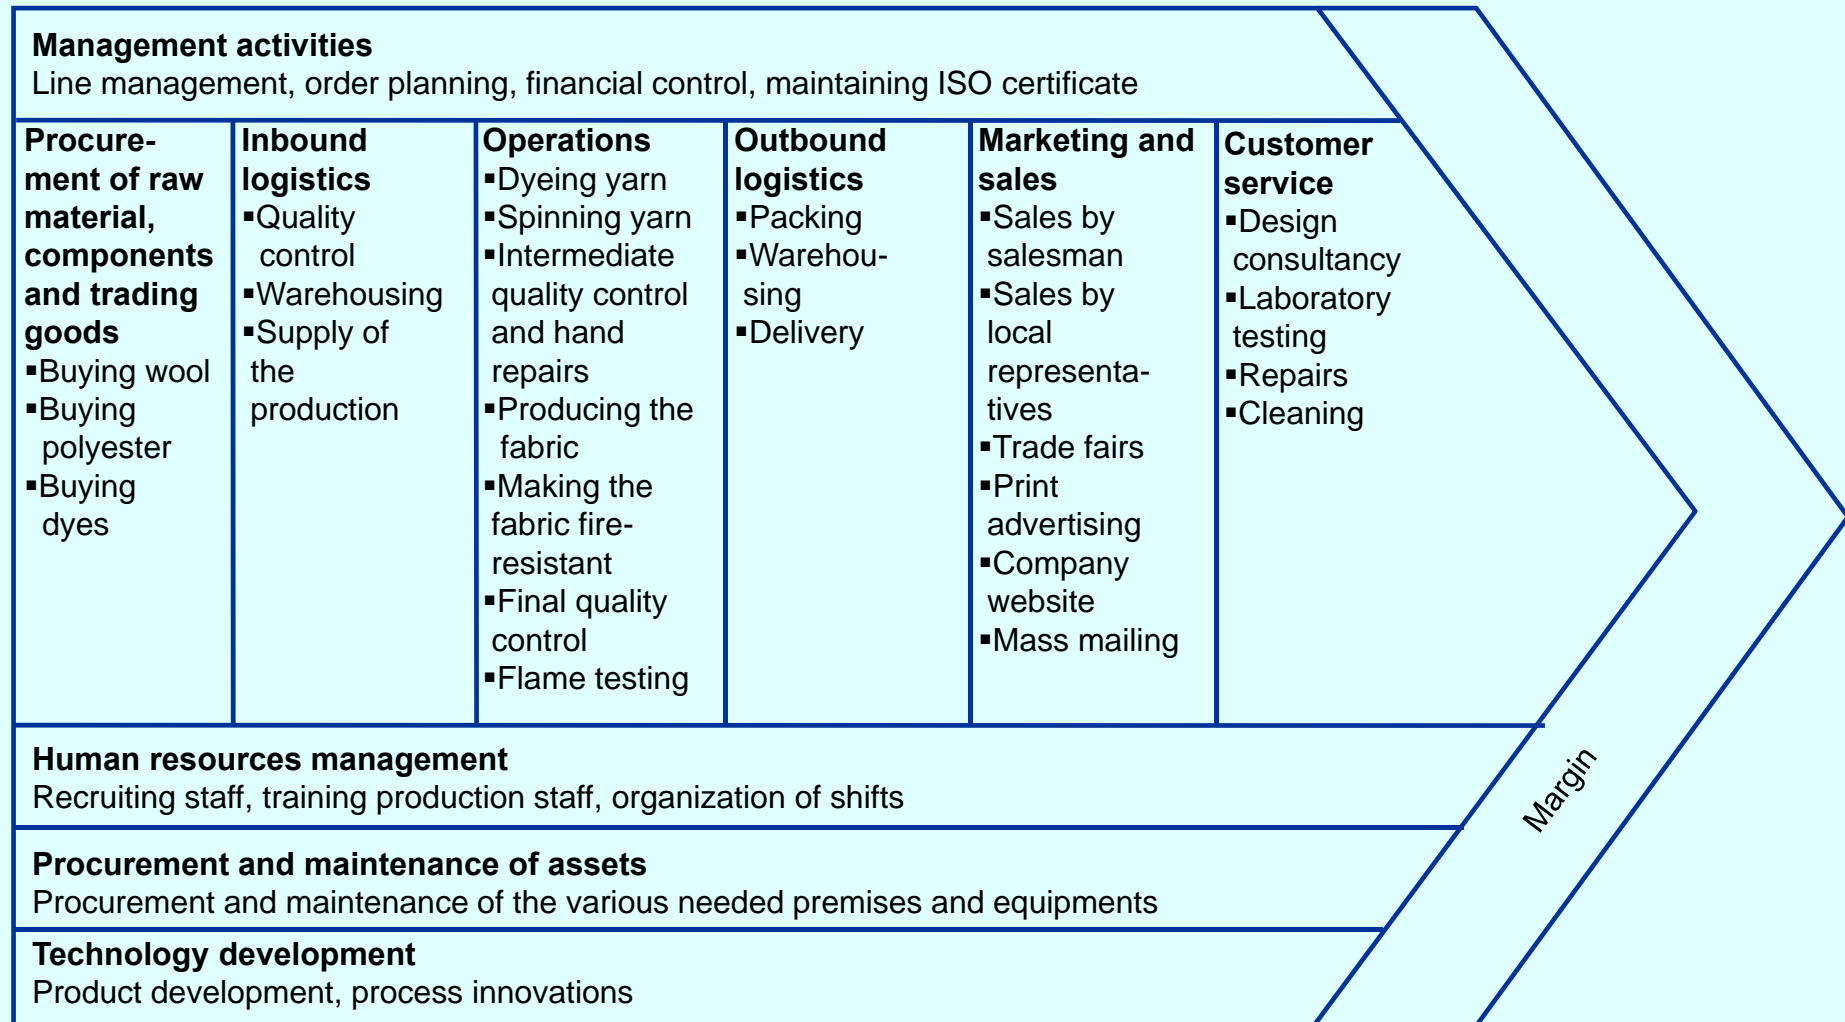 Management activities
Line management, order planning, financial control, maintaining ISO certificate
Procure-
ment of raw
material,
components
and trading
goods
▪Buying wool
▪Buying
polyester
▪Buying
dyes
Inbound
logistics
▪Quality
control
▪Warehousing
▪Supply of
the
production
Operations
▪Dyeing yarn
▪Spinning yarn
▪Intermediate
quality control
and hand
repairs
▪Producing the
fabric
▪Making the
fabric fire-
resistant
▪Final quality
control
▪Flame testing
Outbound
logistics
▪Packing
▪Warehou-
sing
▪Delivery
Marketing and
sales
▪Sales by
salesman
▪Sales by
local
representa-
tives
▪Trade fairs
▪Print
advertising
▪Company
website
▪Mass mailing
Customer
service
▪Design
consultancy
▪Laboratory
testing
▪Repairs
▪Cleaning
Human resources management
Recruiting staff, training production staff, organization of shifts
Procurement and maintenance of assets
Procurement and maintenance of the various needed premises and equipments
Technology development
Product development, process innovations
Margin